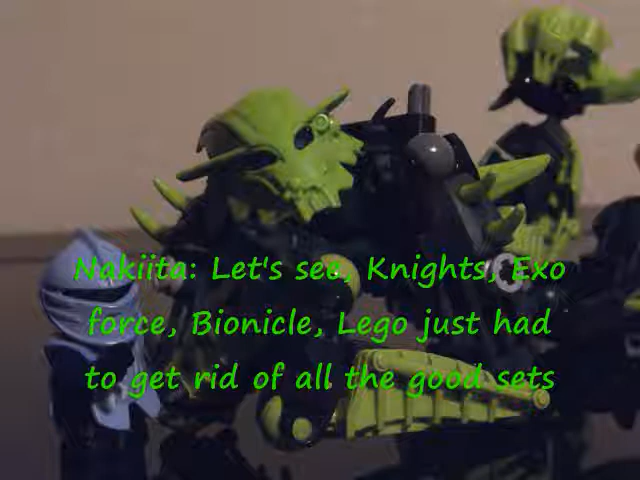 Nakiita: Let's see, Knights, Exo
force, Bionicle, Lego just had
to get rid of all the good sets